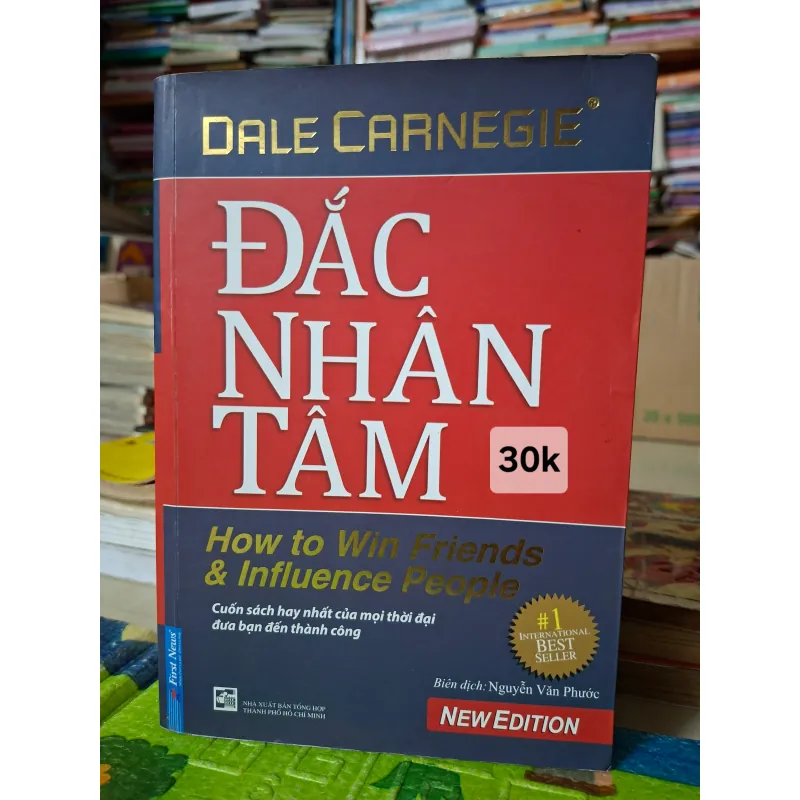 DALE CARNEGIE®
ĐẮC
NHÂN
TÂM
30k
How to Win Friends
& Influence People
Cuốn sách hay nhất của mọi thời đại
đưa bạn đến thành công
#1
INTERNATIONAL
BEST
SELLER
Biên dịch: Nguyễn Văn Phước
NEW EDITION
First News
NHÀ XUẤT BẢN TỔNG HỢP
THÀNH PHỐ HỒ CHÍ MINH